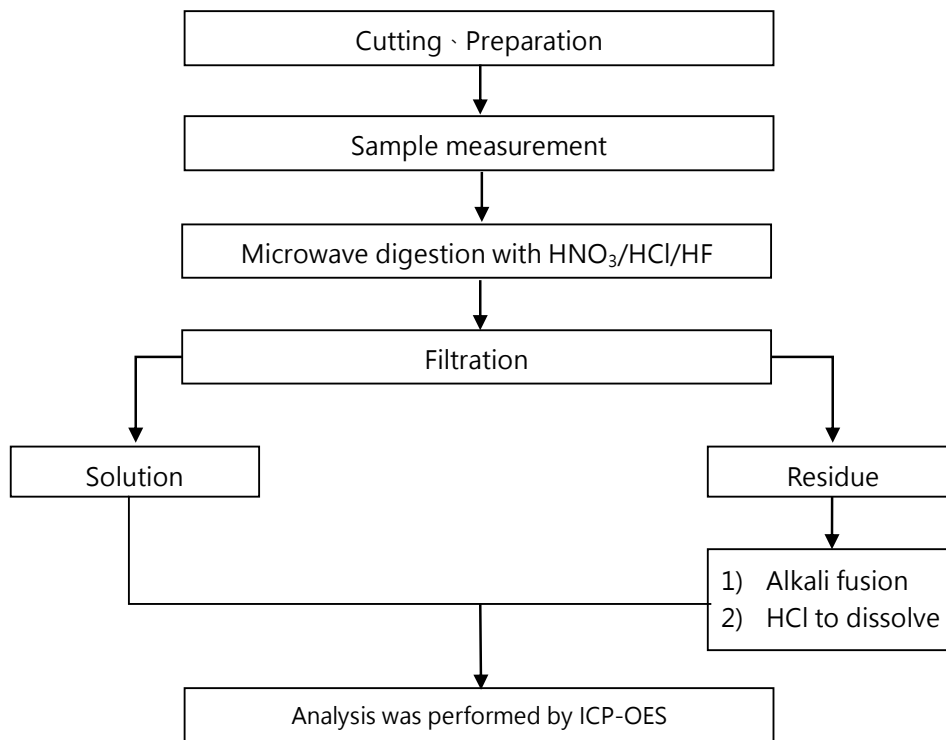 Cutting、Preparation
Sample measurement
Microwave digestion with HNO₃/HCl/HF
Filtration
Solution
Residue
1) Alkali fusion
2) HCl to dissolve
Analysis was performed by ICP-OES